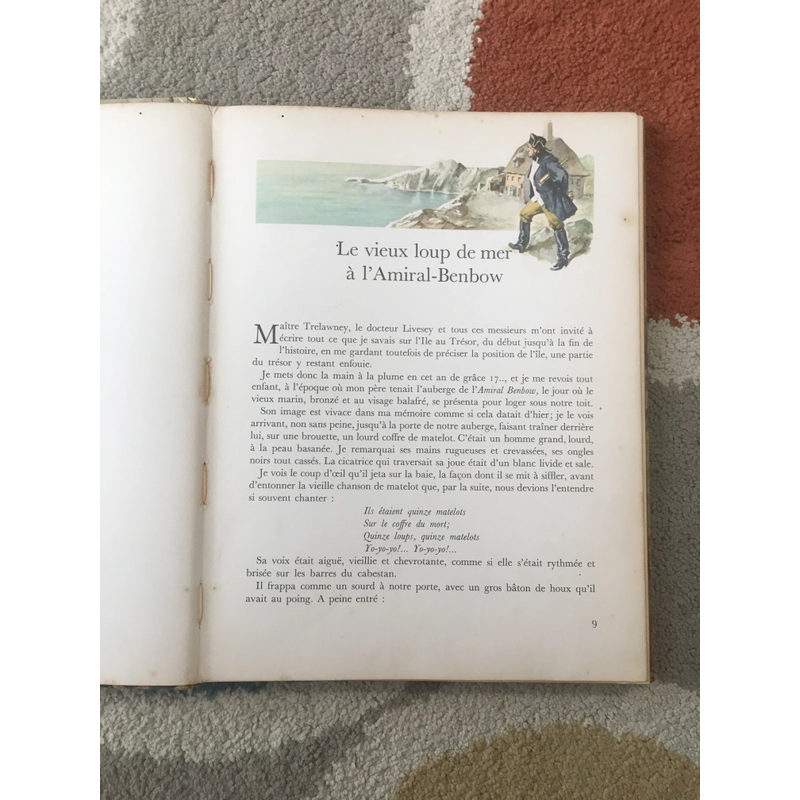 Le vieux loup de mer
à l'Amiral-Benbow
Maître Trelawney, le docteur Livesey et tous ces messieurs m'ont invité à
écrire tout ce que je savais sur l'Ile au Trésor, du début jusqu'à la fin de
l'histoire, en me gardant toutefois de préciser la position de l'île, une partie
du trésor y restant enfouie.
Je mets donc la main à la plume en cet an de grâce 17.., et je me revois tout
enfant, à l'époque où mon père tenait l'auberge de l'Amiral Benbow, le jour où le
vieux marin, bronzé et au visage balafré, se présenta pour loger sous notre toit.
Son image est vivace dans ma mémoire comme si cela datait d'hier; je le vois
arrivant, non sans peine, jusqu'à la porte de notre auberge, faisant traîner derrière
lui, sur une brouette, un lourd coffre de matelot. C'était un homme grand, lourd,
à la peau basanée. Je remarquai ses mains rugueuses et crevassées, ses ongles
noirs tout cassés. La cicatrice qui traversait sa joue était d'un blanc livide et sale.
Je vois le coup d'œil qu'il jeta sur la baie, la façon dont il se mit à siffler, avant
d'entonner la vieille chanson de matelot que, par la suite, nous devions l'entendre
si souvent chanter :
Ils étaient quinze matelots
Sur le coffre du mort;
Quinze loups, quinze matelots
Yo-yo-yo!... Yo-yo-yo!...
Sa voix était aiguë, vieillie et chevrotante, comme si elle s'était rythmée et
brisée sur les barres du cabestan.
Il frappa comme un sourd à notre porte, avec un gros bâton de houx qu'il
avait au poing. A peine entré :
9